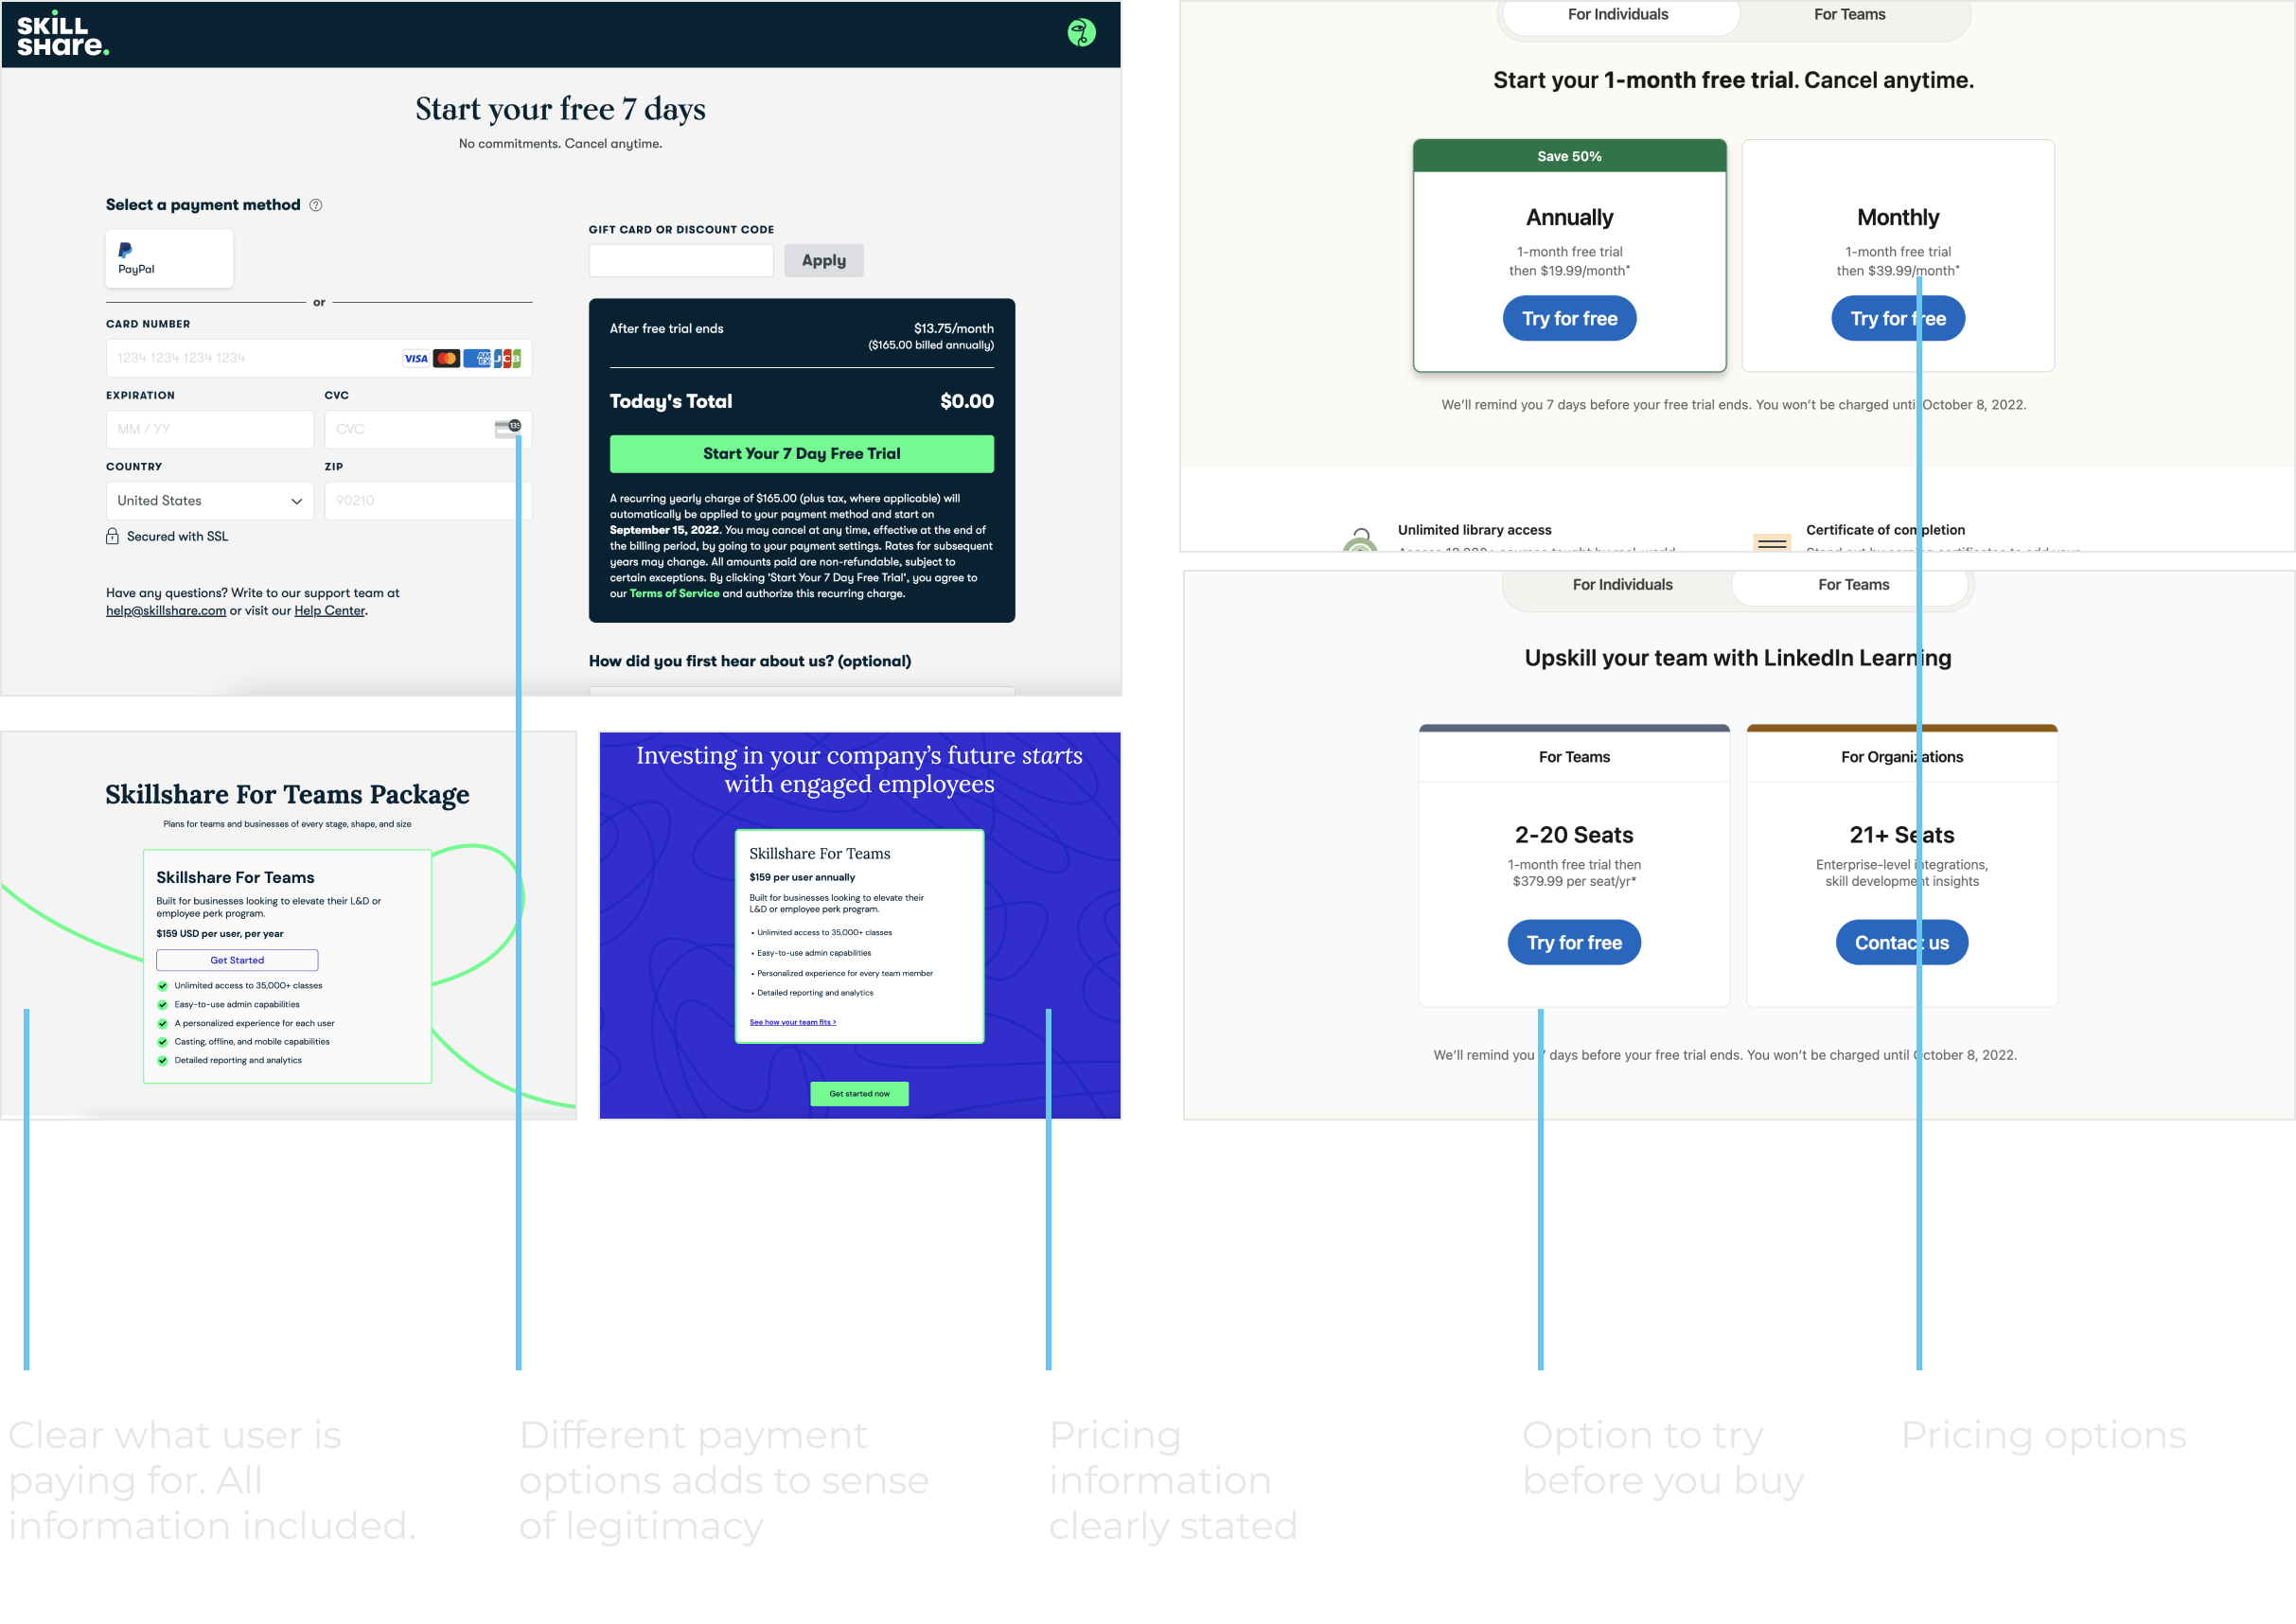 SKILL
SHare.
Start your free 7 days
No commitments. Cancel anytime.
Select a payment method ?
PayPal
or
CARD NUMBER
1234 1234 1234 1234
VISA
AM EX
JCB
EXPIRATION
CVC
MM / YY
CVC
135
COUNTRY
ZIP
United States
90210
Secured with SSL
Have any questions? Write to our support team at
help@skillshare.com or visit our Help Center.
GIFT CARD OR DISCOUNT CODE
Apply
After free trial ends
$13.75/month
($165.00 billed annually)
Today's Total
$0.00
Start Your 7 Day Free Trial
A recurring yearly charge of $165.00 (plus tax, where applicable) will
automatically be applied to your payment method and start on
September 15, 2022. You may cancel at any time, effective at the end of
the billing period, by going to your payment settings. Rates for subsequent
years may change. All amounts paid are non-refundable, subject to
certain exceptions. By clicking 'Start Your 7 Day Free Trial', you agree to
our Terms of Service and authorize this recurring charge.
How did you first hear about us? (optional)
For Individuals
For Teams
Start your 1-month free trial. Cancel anytime.
Save 50%
Annually
1-month free trial
then $19.99/month*
Try for free
Monthly
1-month free trial
then $39.99/month*
Try for free
We'll remind you 7 days before your free trial ends. You won't be charged until October 8, 2022.
Unlimited library access
Certificate of completion
For Individuals
For Teams
Upskill your team with LinkedIn Learning
For Teams
2-20 Seats
1-month free trial then
$379.99 per seat/yr*
Try for free
For Organizations
21+ Seats
Enterprise-level integrations,
skill development insights
Contact us
We'll remind you 7 days before your free trial ends. You won't be charged until October 8, 2022.
Skillshare For Teams Package
Plans for teams and businesses of every stage, shape, and size
Skillshare For Teams
Built for businesses looking to elevate their L&D or
employee perk program.
$159 USD per user, per year
Get Started
Unlimited access to 35,000+ classes
Easy-to-use admin capabilities
A personalized experience for each user
Casting, offline, and mobile capabilities
Detailed reporting and analytics
Investing in your company's future starts
with engaged employees
Skillshare For Teams
$159 per user annually
Built for businesses looking to elevate their
L&D or employee perk program.
• Unlimited access to 35,000+ classes
• Easy-to-use admin capabilities
• Personalized experience for every team member
• Detailed reporting and analytics
See how your team fits >
Get started now
Clear what user is
paying for. All
information included.
Different payment
options adds to sense
of legitimacy
Pricing
information
clearly stated
Option to try
before you buy
Pricing options